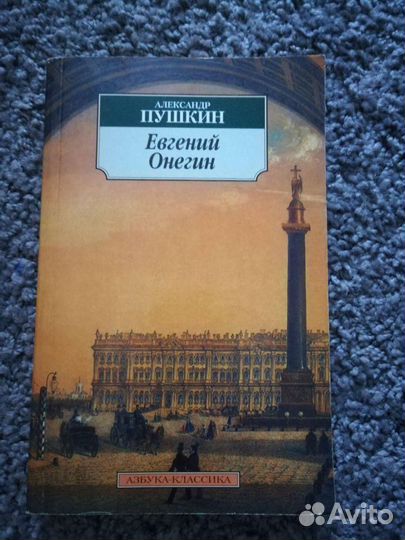 АЛЕКСАНДР
ПУШКИН
Евгений
Онегин
АЗБУКА-КЛАССИКА
Avito